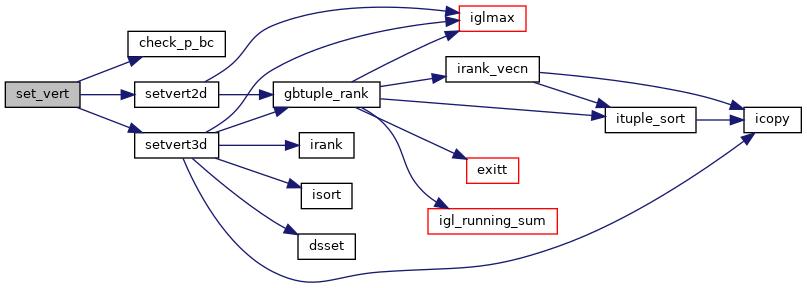 set_vert
check_p_bc
setvert2d
setvert3d
iglmax
gbtuple_rank
irank
isort
dsset
irank_vecn
exitt
igl_running_sum
ituple_sort
icopy